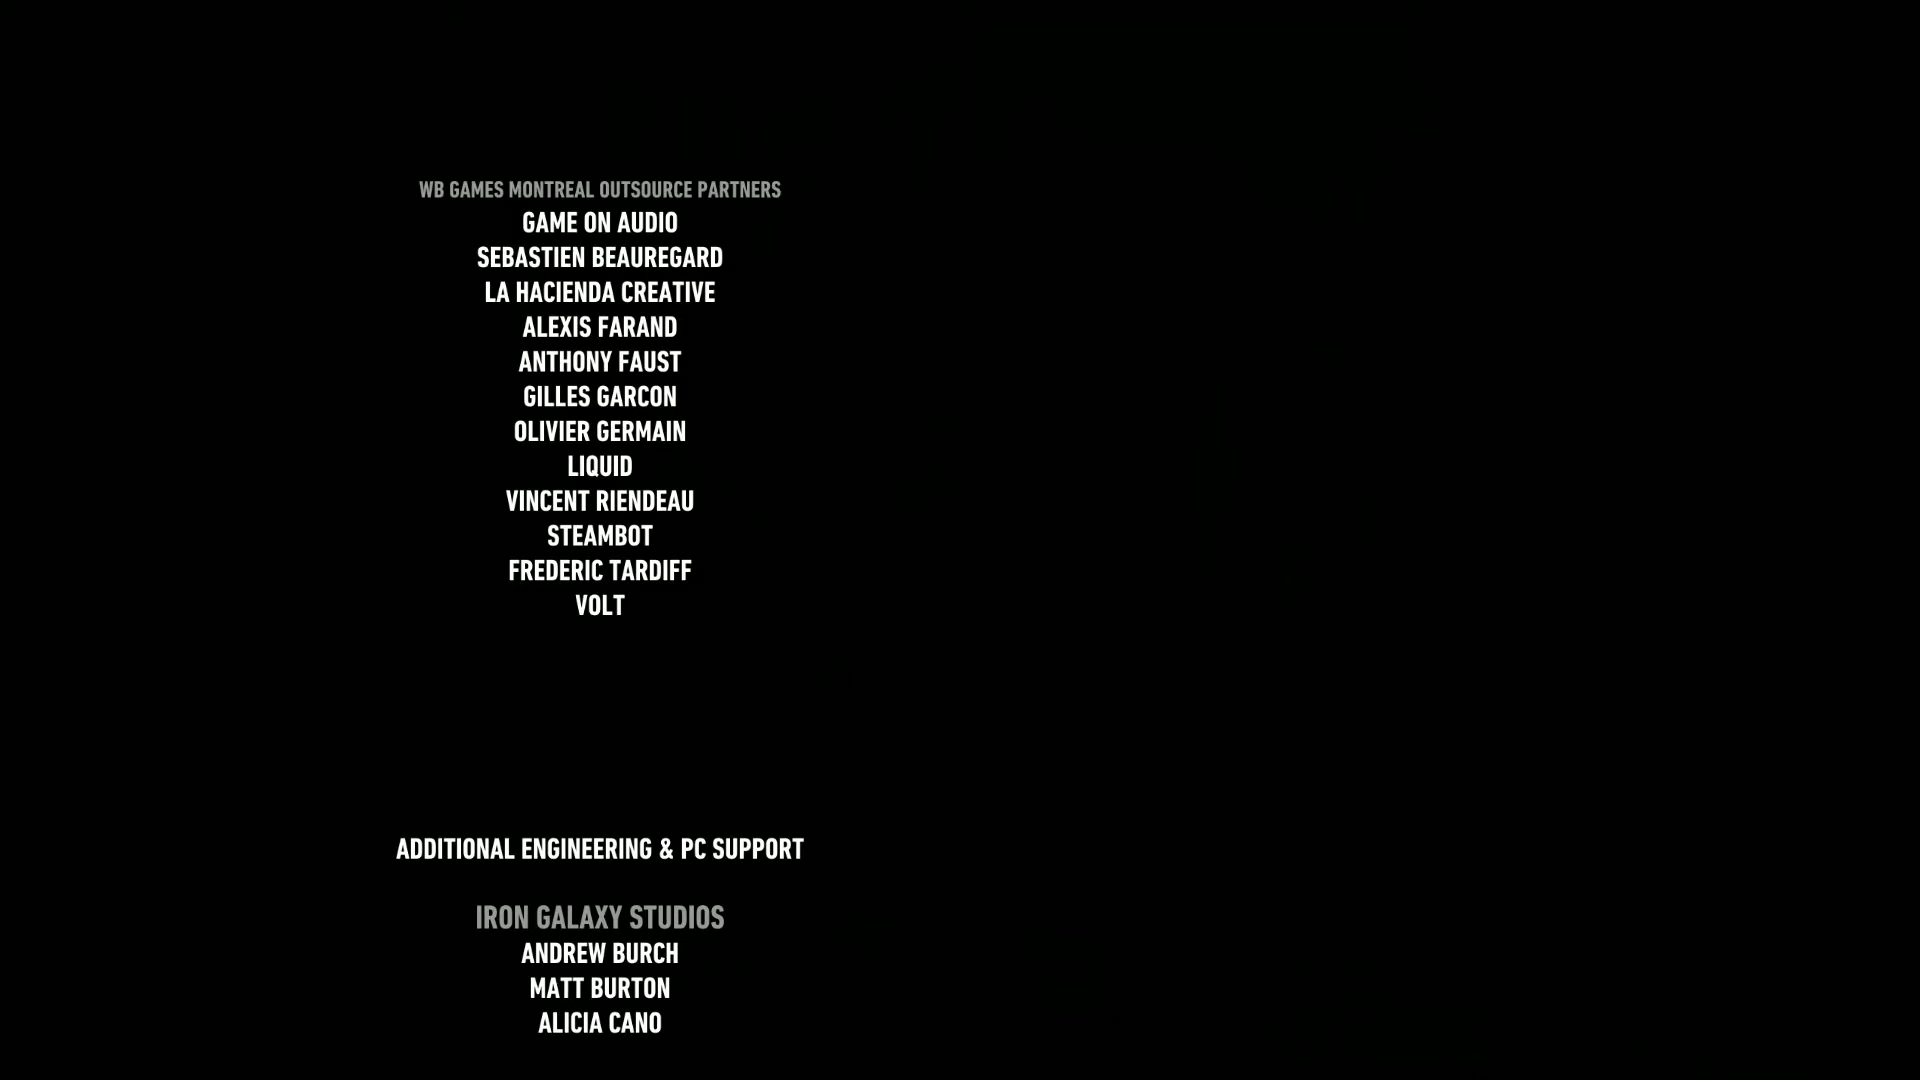 WB GAMES MONTREAL OUTSOURCE PARTNERS
GAME ON AUDIO
SEBASTIEN BEAUREGARD
LA HACIENDA CREATIVE
ALEXIS FARAND
ANTHONY FAUST
GILLES GARCON
OLIVIER GERMAIN
LIQUID
VINCENT RIENDEAU
STEAMBOT
FREDERIC TARDIFF
VOLT
ADDITIONAL ENGINEERING & PC SUPPORT
IRON GALAXY STUDIOS
ANDREW BURCH
MATT BURTON
ALICIA CANO